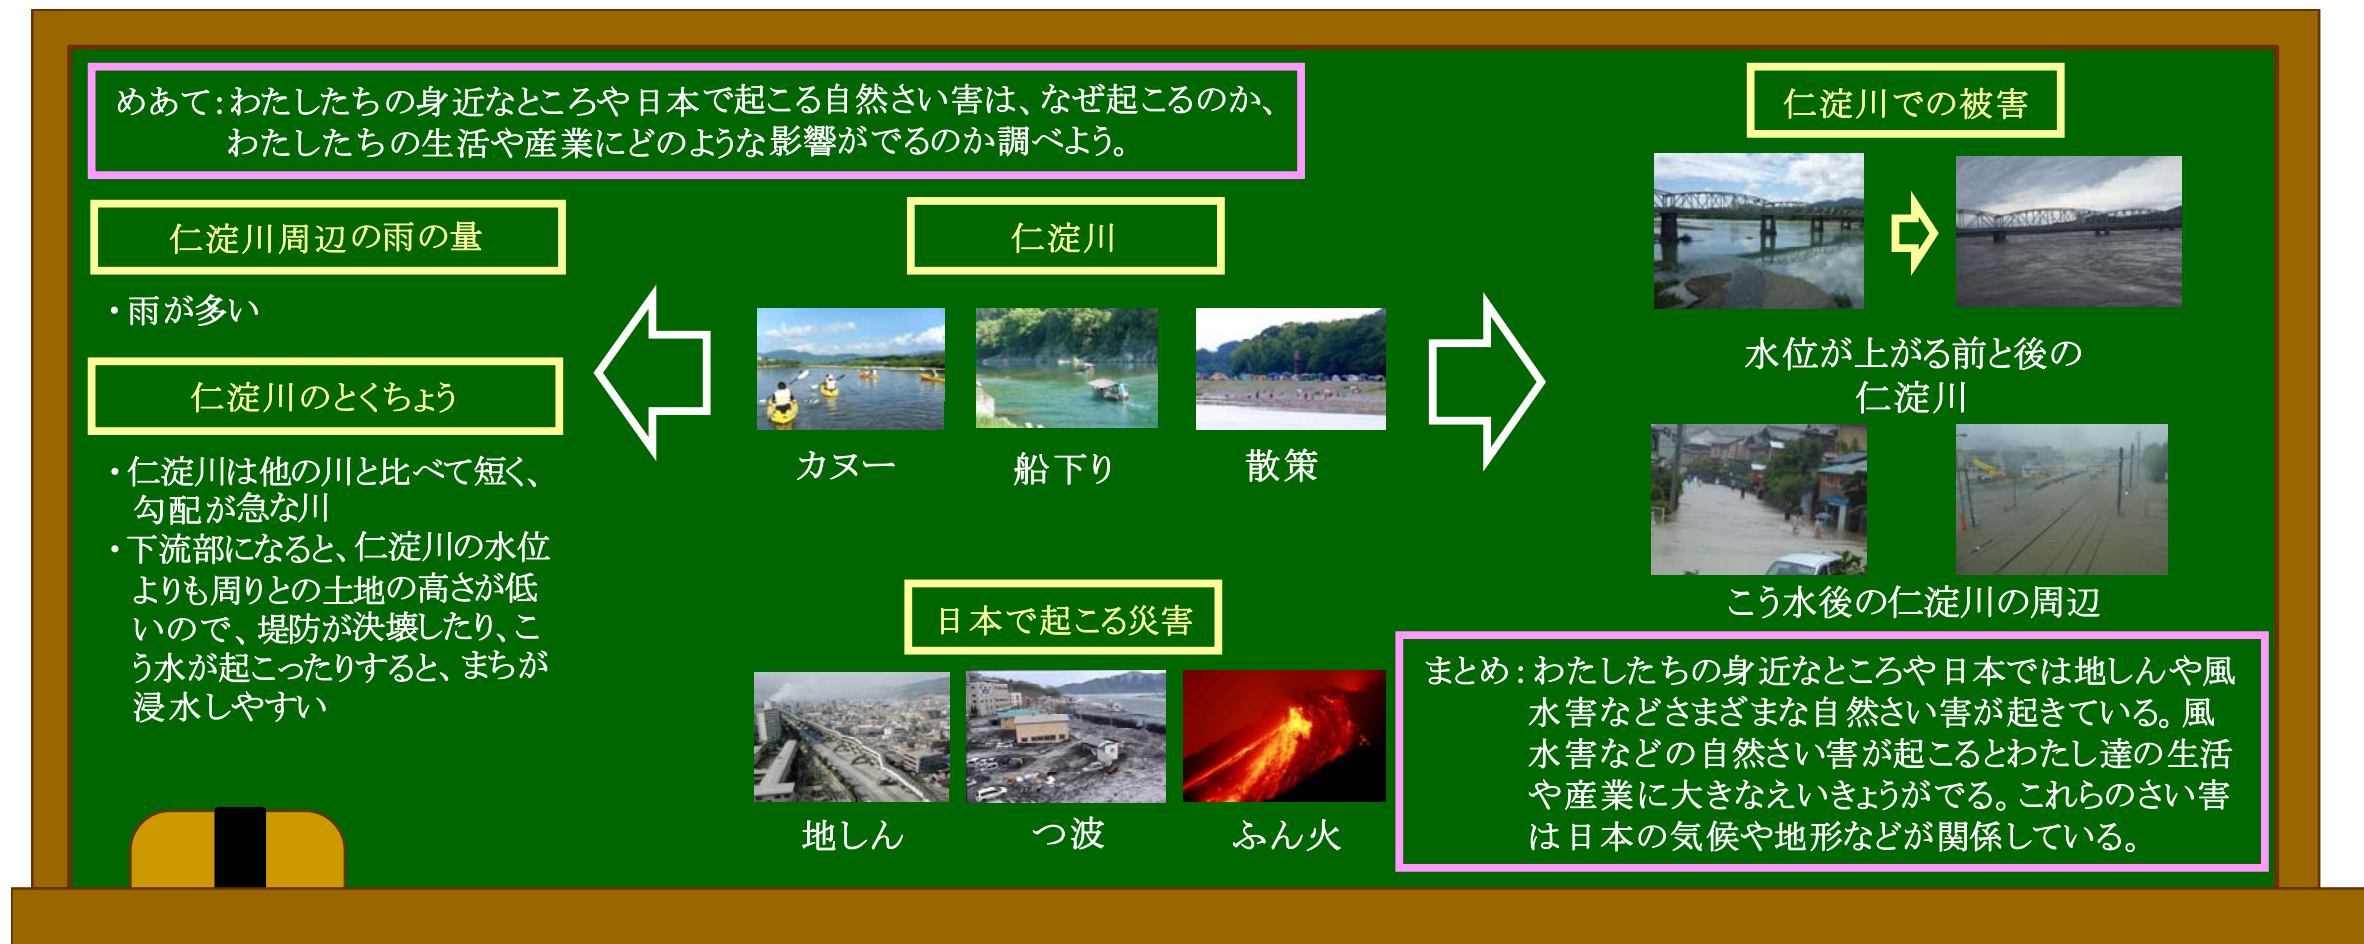 めあて：わたしたちの身近なところや日本で起こる自然さい害は、なぜ起こるのか、
わたしたちの生活や産業にどのような影響がでるのか調べよう。
仁淀川周辺の雨の量
・雨が多い
仁淀川のとくちょう
・仁淀川は他の川と比べて短く、
勾配が急な川
・下流部になると、仁淀川の水位
よりも周りとの土地の高さが低
いので、堤防が決壊したり、こ
う水が起こったりすると、まちが
浸水しやすい
仁淀川
カヌー
船下り
散策
日本で起こる災害
地しん
つ波
ふん火
仁淀川での被害
水位が上がる前と後の
仁淀川
こう水後の仁淀川の周辺
まとめ：わたしたちの身近なところや日本では地しんや風
水害などさまざまな自然さい害が起きている。風
水害などの自然さい害が起こるとわたし達の生活
や産業に大きなえいきょうがでる。これらのさい害
は日本の気候や地形などが関係している。